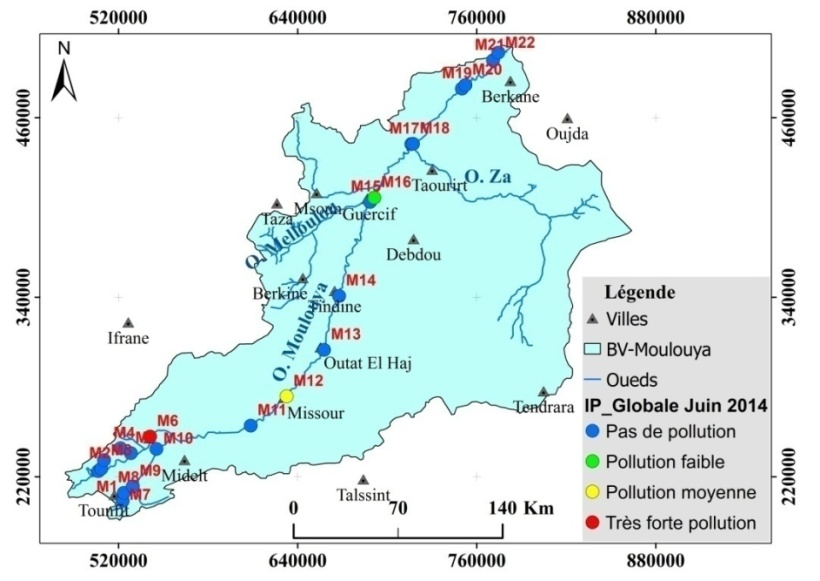 520000 640000 760000 880000
N
M21 M22
M19 M20
Berkane
460000 460000
Oujda
M17 M18
M15 M16 Taourirt O. Za
Msoun
Taza Guercif
O. Melloulou
Debdou
M14
Berkine Tindine
340000 340000
O. Moulouya
Ifrane
M13
Outat El Haj
M12
M11 Missour
Tendrara
M6
M4 M10
M2
M9 Midelt
M8
M1 M7
Tounfit
Talssint
220000 220000
0 70 140 Km
Légende
Villes
BV-Moulouya
Oueds
IP_Globale Juin 2014
Pas de pollution
Pollution faible
Pollution moyenne
Très forte pollution
520000 640000 760000 880000